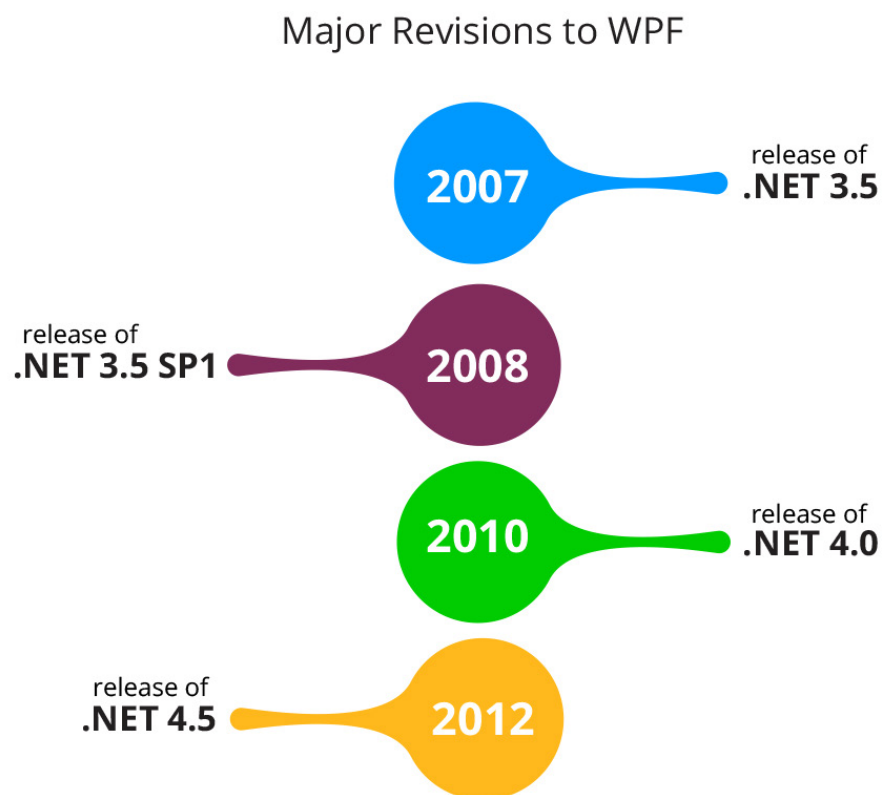 Major Revisions to WPF
2007
release of
.NET 3.5
release of
.NET 3.5 SP1
2008
2010
release of
.NET 4.0
release of
.NET 4.5
2012